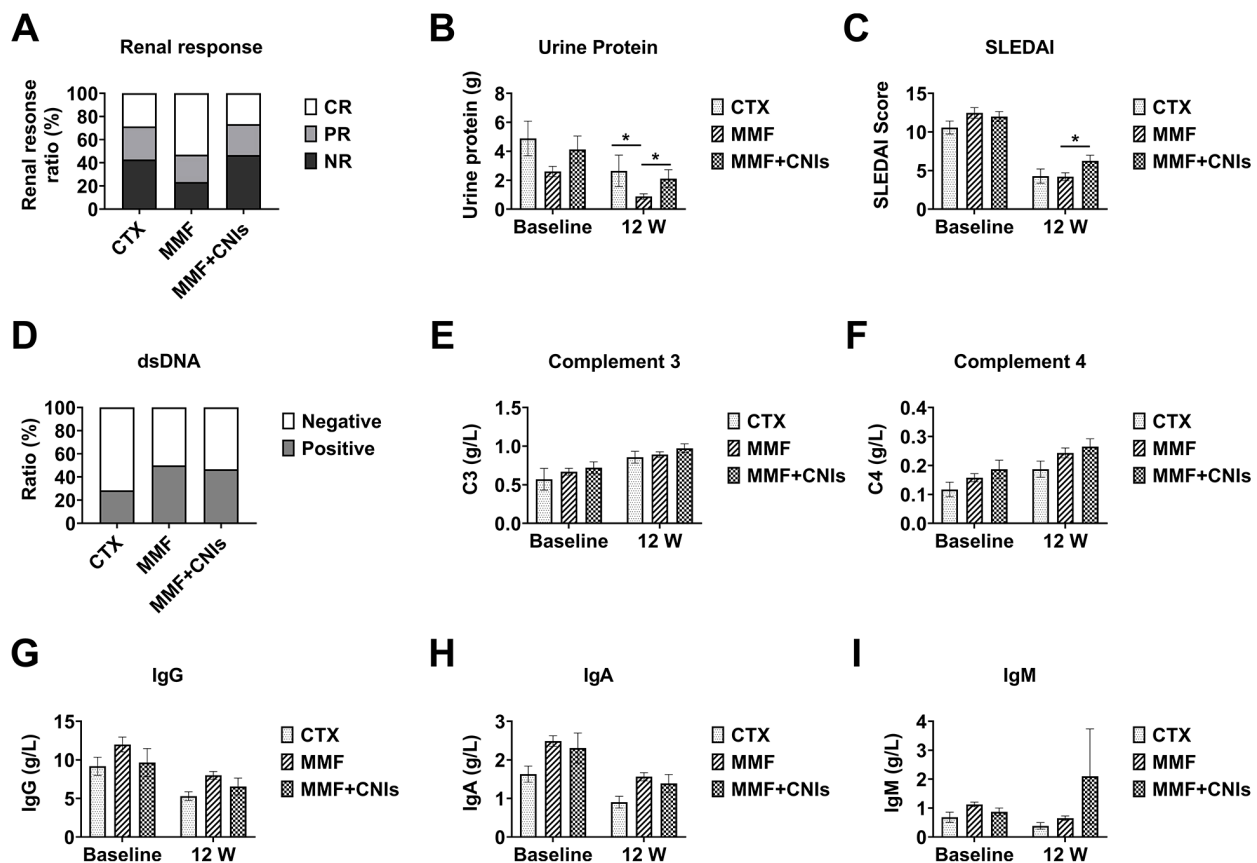 A
Renal response
Renal response
ratio (%)
100
80
60
40
20
0
CTX
MMF
MMF+CNIs
CR
PR
NR
B
Urine Protein
Urine protein (g)
8
6
4
2
0
*
*
Baseline
12 W
CTX
MMF
MMF+CNIs
C
SLEDAI
SLEDAI Score
15
10
5
0
*
Baseline
12 W
CTX
MMF
MMF+CNIs
D
dsDNA
Ratio (%)
100
80
60
40
20
0
CTX
MMF
MMF+CNIs
Negative
Positive
E
Complement 3
C3 (g/L)
1.5
1.0
0.5
0.0
Baseline
12 W
CTX
MMF
MMF+CNIs
F
Complement 4
C4 (g/L)
0.4
0.3
0.2
0.1
0.0
Baseline
12 W
CTX
MMF
MMF+CNIs
G
IgG
IgG (g/L)
15
10
5
0
Baseline
12 W
CTX
MMF
MMF+CNIs
H
IgA
IgA (g/L)
3
2
1
0
Baseline
12 W
CTX
MMF
MMF+CNIs
I
IgM
IgM (g/L)
4
3
2
1
0
Baseline
12 W
CTX
MMF
MMF+CNIs